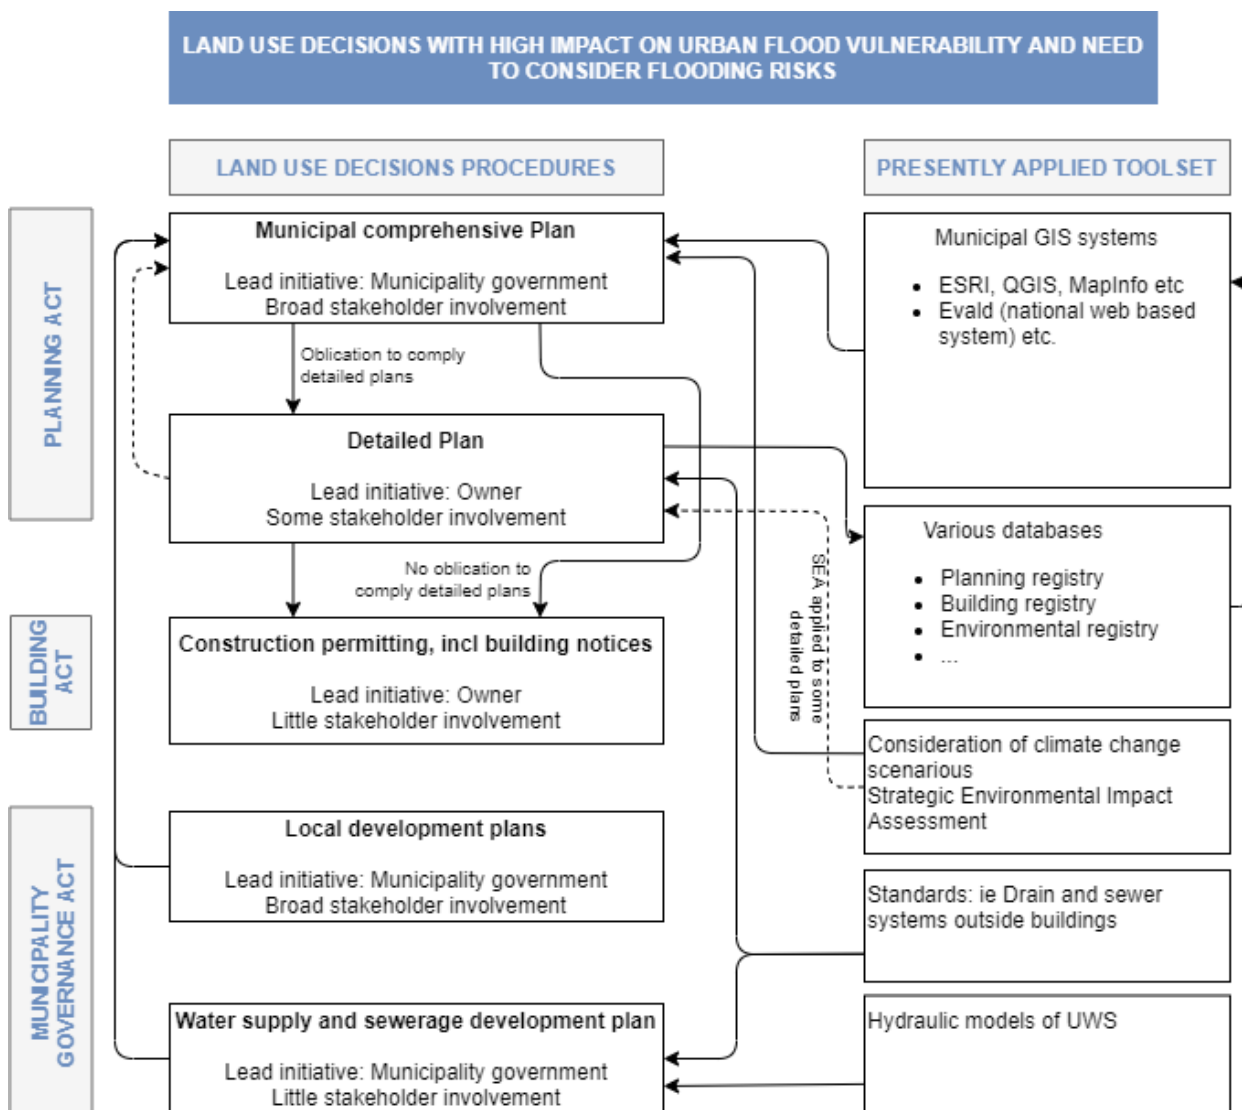 LAND USE DECISIONS WITH HIGH IMPACT ON URBAN FLOOD VULNERABILITY AND NEED
TO CONSIDER FLOODING RISKS
LAND USE DECISIONS PROCEDURES
PRESENTLY APPLIED TOOLSET
PLANNING ACT
Municipal comprehensive Plan
Lead initiative: Municipality government
Broad stakeholder involvement
Oblication to comply
detailed plans
Detailed Plan
Lead initiative: Owner
Some stakeholder involvement
No oblication to
comply detailed plans
BUILDING
ACT
Construction permitting, incl building notices
Lead initiative: Owner
Little stakeholder involvement
MUNICIPALITY
GOVERNANCE ACT
Local development plans
Lead initiative: Municipality government
Broad stakeholder involvement
Water supply and sewerage development plan
Lead initiative: Municipality government
Little stakeholder involvement
SEA applied to some
detailed plans
Municipal GIS systems
• ESRI, QGIS, MapInfo etc
• Evald (national web based
system) etc.
Various databases
• Planning registry
• Building registry
• Environmental registry
• ...
Consideration of climate change
scenarious
Strategic Environmental Impact
Assessment
Standards: ie Drain and sewer
systems outside buildings
Hydraulic models of UWS